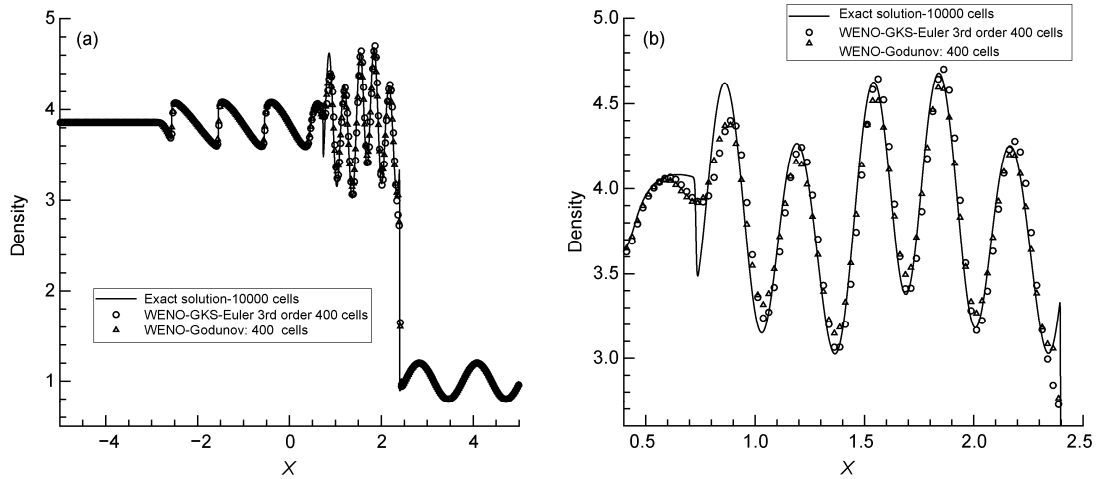 (a)
5
4
3
2
1
Density
Exact solution-10000 cells
WENO-GKS-Euler 3rd order 400 cells
WENO-Godunov: 400 cells
−4
−2
0
2
4
X
Exact solution-10000 cells
WENO-GKS-Euler 3rd order 400 cells
WENO-Godunov: 400 cells
(b)
5.0
4.5
4.0
3.5
3.0
Density
0.5
1.0
1.5
2.0
2.5
X